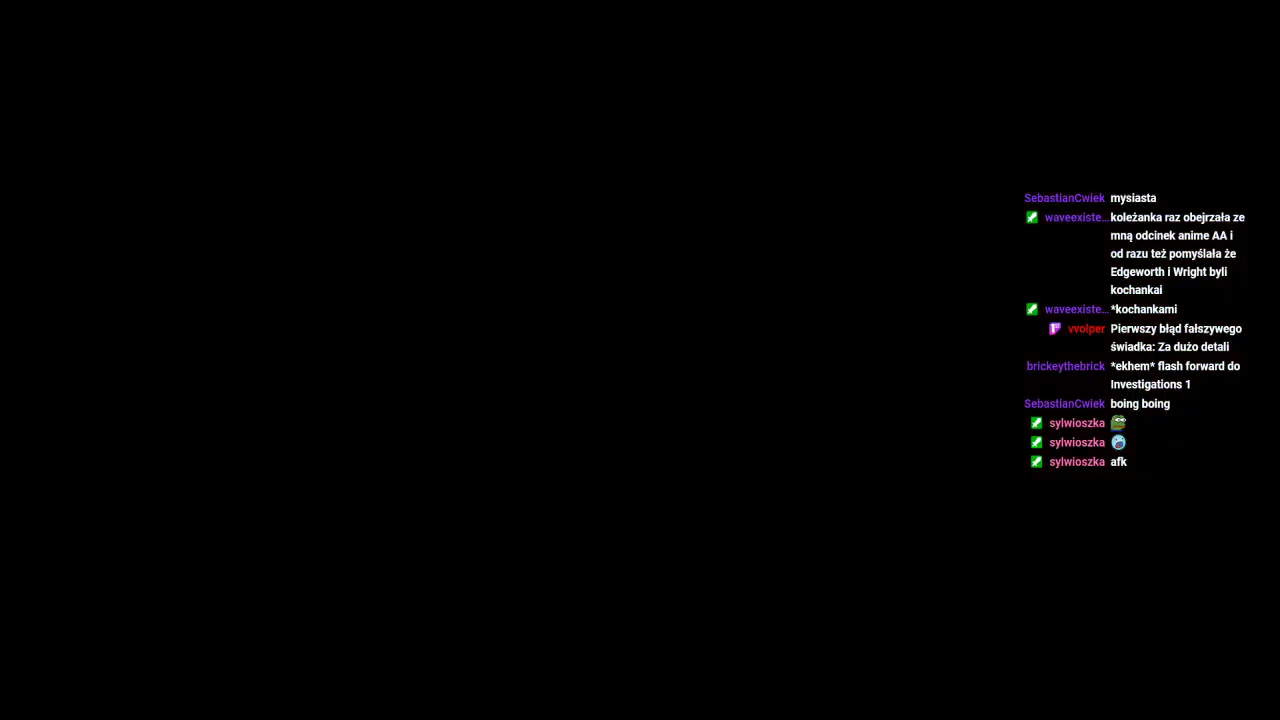 SebastianCwiek mysiasta
waveexiste... koleżanka raz obejrzała ze
mną odcinek anime AA i
od razu też pomyślała że
Edgeworth i Wright byli
kochankai
waveexiste... *kochankami
vvolper Pierwszy błąd fałszywego
świadka: Za dużo detali
brickeythebrick *ekhem* flash forward do
Investigations 1
SebastianCwiek boing boing
sylwioszka
sylwioszka
sylwioszka afk